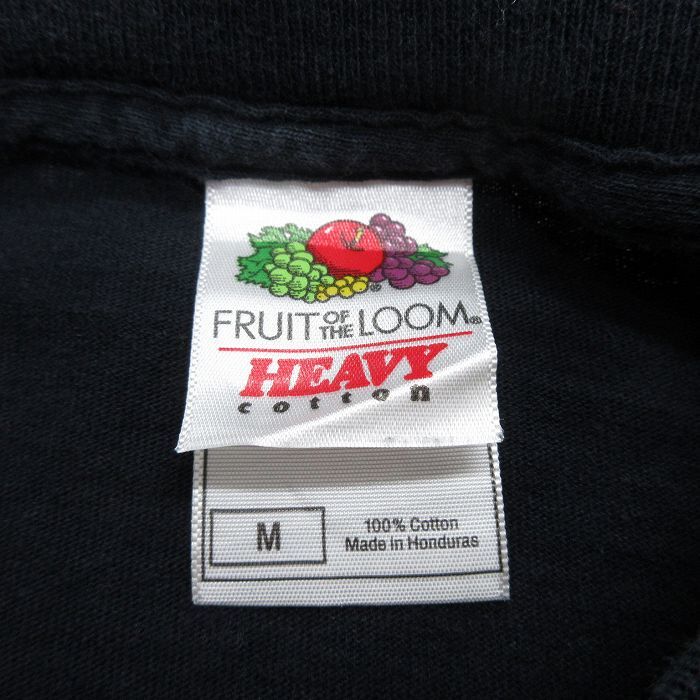 ®
FRUIT OF THE LOOM®
HEAVY
cotton
M
100% Cotton
Made in Honduras